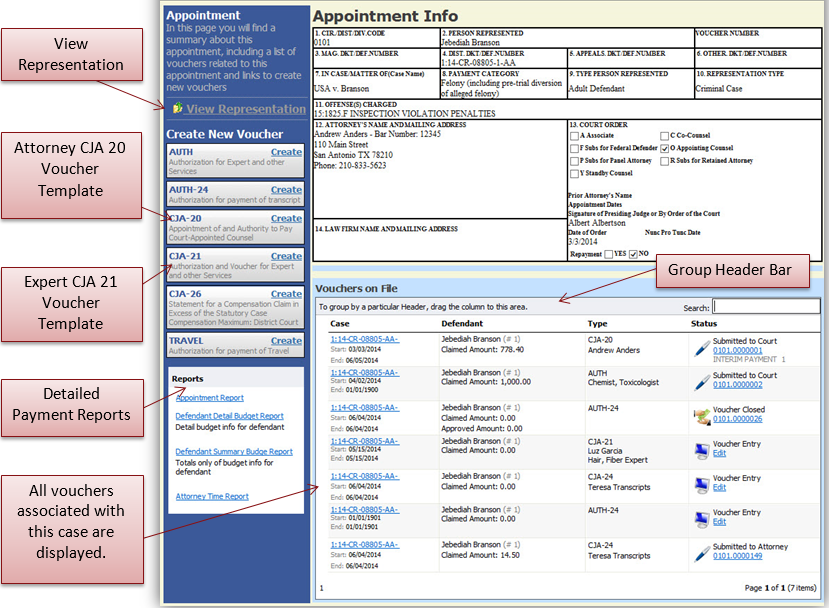 View
Representation
Attorney CJA 20
Voucher
Template
Expert CJA 21
Voucher
Template
Detailed
Payment Reports
All vouchers
associated with
this case are
displayed.
Appointment
In this page you will find a
summary about this
appointment, including a list of
vouchers related to this
appointment and links to create
new vouchers
View Representation
Create New Voucher
AUTH Create
Authorization for Expert and other
Services
AUTH-24 Create
Authorization for payment of transcript
CJA-20 Create
Appointment of and Authority to Pay
Court-Appointed Counsel
CJA-21 Create
Authorization and Voucher for Expert
and other Services
CJA-26 Create
Statement for a Compensation Claim in
Excess of the Statutory Case
Compensation Maximum: District Court
TRAVEL Create
Authorization for payment of Travel
Reports
Appointment Report
Defendant Detail Budget Report
Detail budget info for defendant
Defendant Summary Budge Report
Totals only of budget info for
defendant
Attorney Time Report
Appointment Info
1. CIR./DIST/DIV.CODE
0101
2. PERSON REPRESENTED
Jebediah Branson
VOUCHER NUMBER
3. MAG. DKT/DEF.NUMBER
4. DIST. DKT/DEF.NUMBER
1:14-CR-08805-1-AA
5. APPEALS. DKT/DEF.NUMBER
6. OTHER. DKT/DEF.NUMBER
7. IN CASE/MATTER OF(Case Name)
USA v. Branson
8. PAYMENT CATEGORY
Felony (including pre-trial diversion
of alleged felony)
9. TYPE PERSON REPRESENTED
Adult Defendant
10. REPRESENTATION TYPE
Criminal Case
11. OFFENSE(S) CHARGED
15:1825.F INSPECTION VIOLATION PENALTIES
12. ATTORNEY'S NAME AND MAILING ADDRESS
Andrew Anders - Bar Number: 12345
110 Main Street
San Antonio TX 78210
Phone: 210-833-5623
13. COURT ORDER
A Associate C Co-Counsel
F Subs for Federal Defender O Appointing Counsel
P Subs for Panel Attorney R Subs for Retained Attorney
Y Standby Counsel
Prior Attorney's Name
Appointment Dates
Signature of Presiding Judge or By Order of the Court
Albert Albertson
Date of Order Nunc Pro Tunc Date
3/3/2014
Repayment YES NO
14. LAW FIRM NAME AND MAILING ADDRESS
Group Header Bar
Vouchers on File
To group by a particular Header, drag the column to this area. Search:
Case Defendant Type Status
1:14-CR-08805-AA-
Start: 03/03/2014
End: 06/05/2014
Jebediah Branson (# 1)
Claimed Amount: 778.40
CJA-20
Andrew Anders
Submitted to Court
0101.0000001
INTERIM PAYMENT 1
1:14-CR-08805-AA-
Start: 04/02/2014
End: 01/01/1900
Jebediah Branson (# 1)
Claimed Amount: 1,000.00
AUTH
Chemist, Toxicologist
Submitted to Court
0101.0000002
1:14-CR-08805-AA-
Start: 06/04/2014
End: 06/04/2014
Jebediah Branson (# 1)
Claimed Amount: 0.00
Approved Amount: 0.00
AUTH-24
Voucher Closed
0101.0000026
1:14-CR-08805-AA-
Start: 05/15/2014
End: 05/15/2014
Jebediah Branson (# 1)
Claimed Amount: 0.00
CJA-21
Luz Garcia
Hair, Fiber Expert
Voucher Entry
Edit
1:14-CR-08805-AA-
Start: 06/04/2014
End: 06/04/2014
Jebediah Branson (# 1)
Claimed Amount: 0.00
CJA-24
Teresa Transcripts
Voucher Entry
Edit
1:14-CR-08805-AA-
Start: 01/01/1901
End: 01/01/1901
Jebediah Branson (# 1)
Claimed Amount: 0.00
AUTH-24
Voucher Entry
Edit
1:14-CR-08805-AA-
Start: 06/04/2014
End: 06/04/2014
Jebediah Branson (# 1)
Claimed Amount: 14.50
CJA-24
Teresa Transcripts
Submitted to Attorney
0101.0000149
1 Page 1 of 1 (7 items)